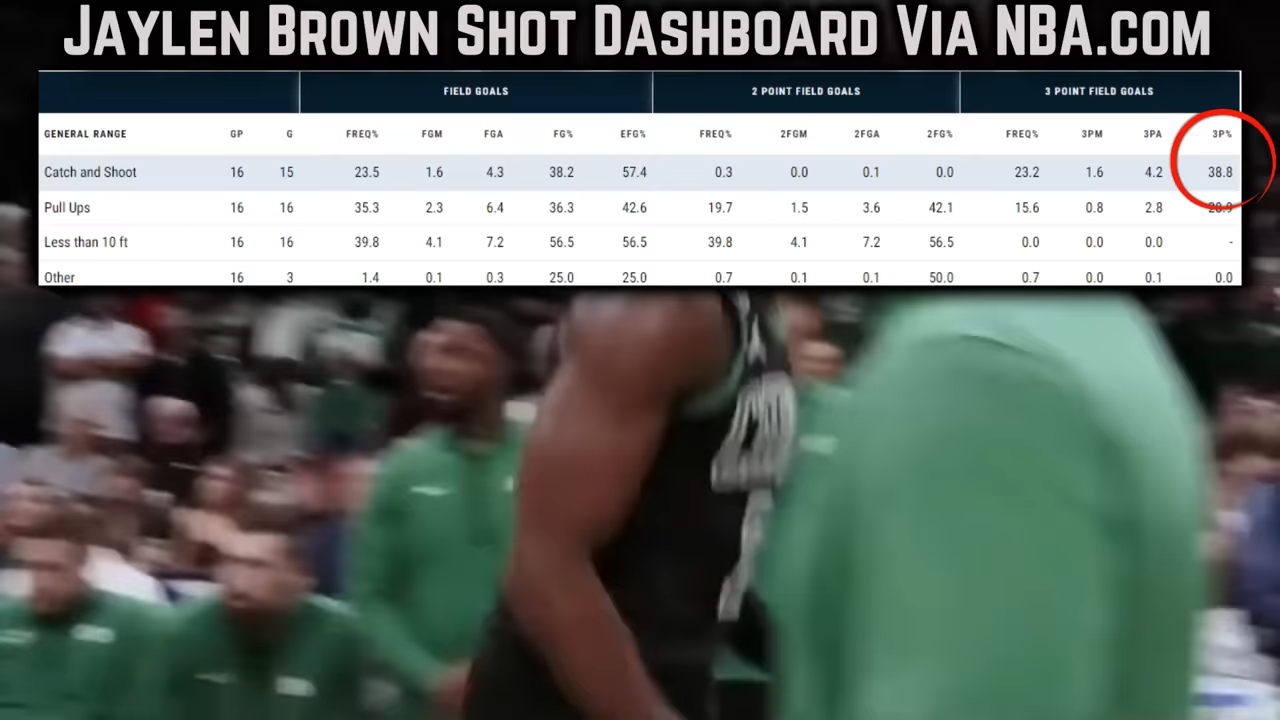 JAYLEN BROWN SHOT DASHBOARD VIA NBA.COM
FIELD GOALS 2 POINT FIELD GOALS 3 POINT FIELD GOALS
GENERAL RANGE GP G FREQ% FGM FGA FG% EFG% FREQ% 2FGM 2FGA 2FG% FREQ% 3PM 3PA 3P%
Catch and Shoot 16 15 23.5 1.6 4.3 38.2 57.4 0.3 0.0 0.1 0.0 23.2 1.6 4.2 38.8
Pull Ups 16 16 35.3 2.3 6.4 36.3 42.6 19.7 1.5 3.6 42.1 15.6 0.8 2.8
Less than 10 ft 16 16 39.8 4.1 7.2 56.5 56.5 39.8 4.1 7.2 56.5 0.0 0.0 0.0 -
Other 16 3 1.4 0.1 0.3 25.0 25.0 0.7 0.1 0.1 50.0 0.7 0.0 0.1 0.0